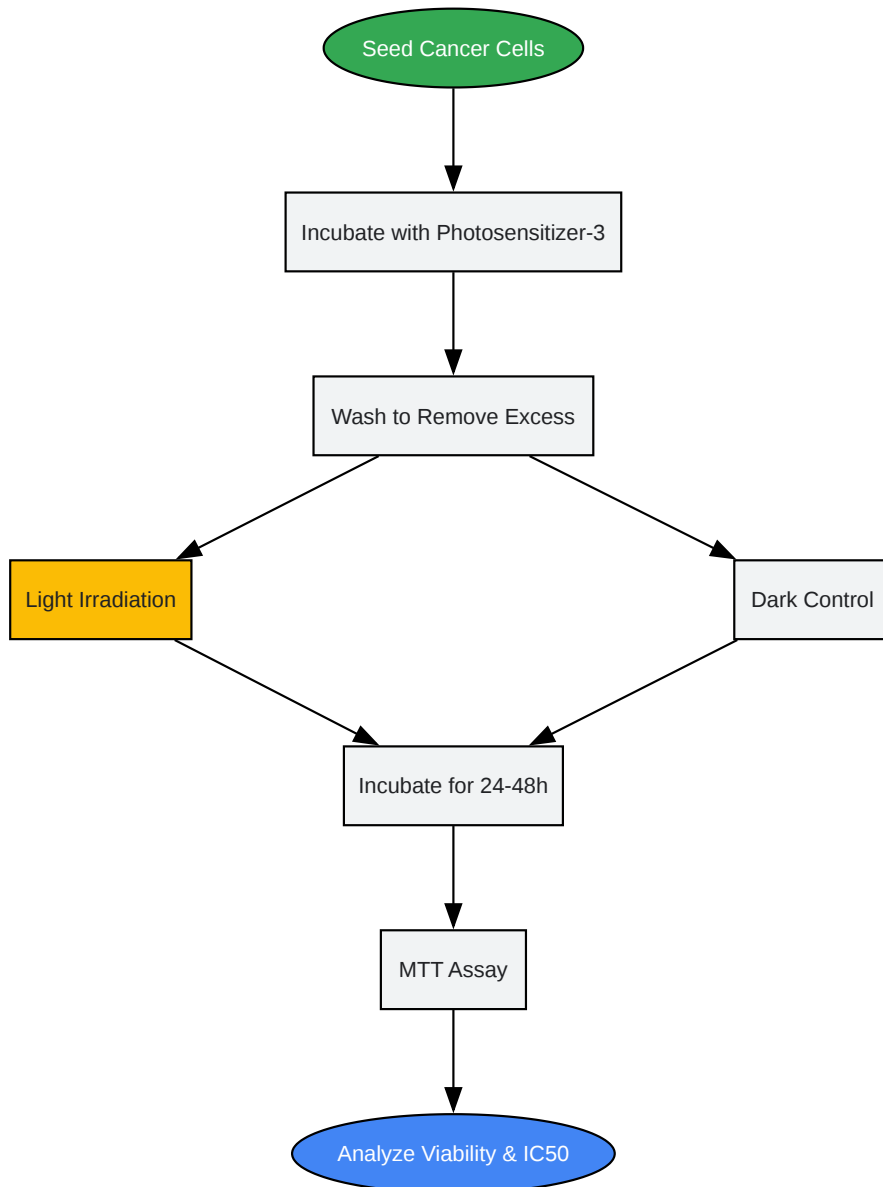 Seed Cancer Cells
Incubate with Photosensitizer-3
Wash to Remove Excess
Light Irradiation
Dark Control
Incubate for 24-48h
MTT Assay
Analyze Viability & IC50